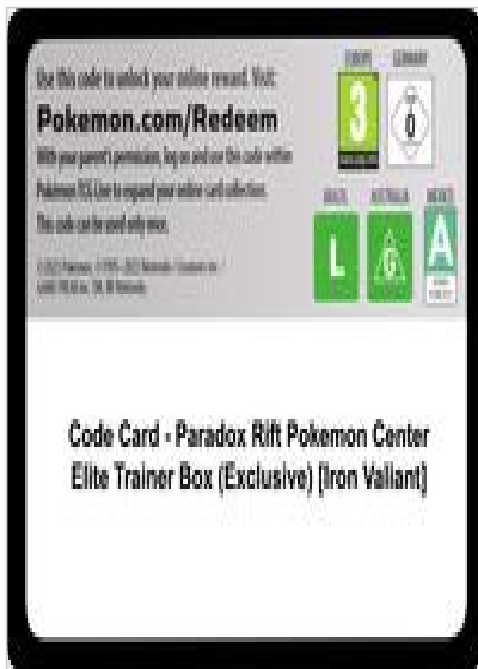 Use this code to unlock your online reward. Visit:
Pokemon.com/Redeem
With your parent's permission, log on and use this code within
Pokémon TCG Live to expand your online card collection.
This code can be used only once.
EUROPE GERMANY
3
0
BRAZIL AUSTRALIA MEXICO
L
G
A
Code Card - Paradox Rift Pokemon Center
Elite Trainer Box (Exclusive) [Iron Valiant]